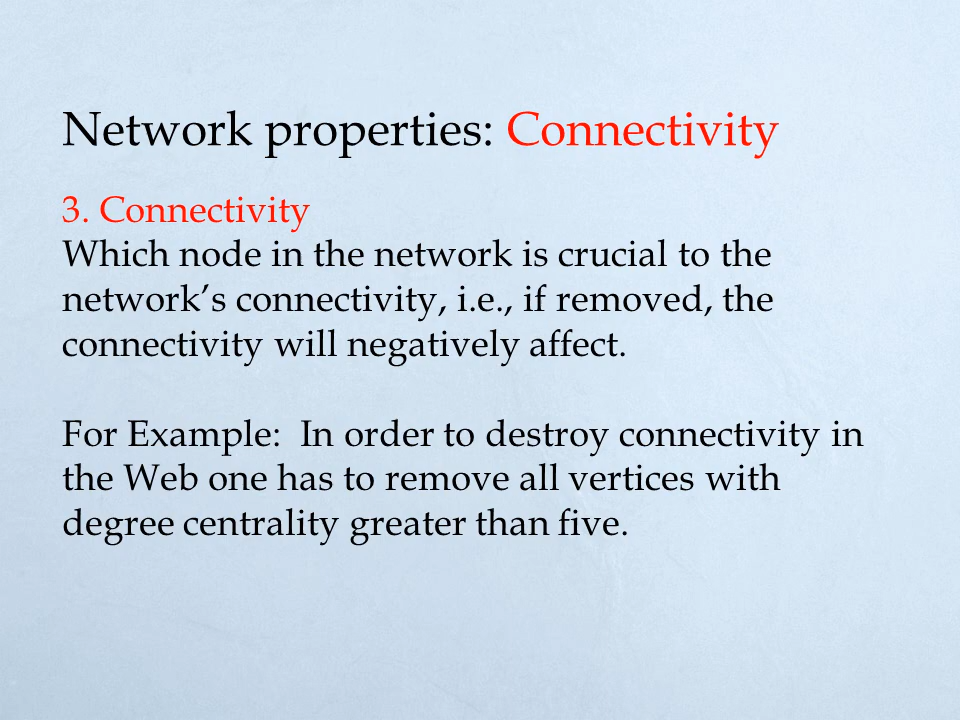 Network properties: Connectivity
3. Connectivity
Which node in the network is crucial to the
network’s connectivity, i.e., if removed, the
connectivity will negatively affect.
For Example:  In order to destroy connectivity in
the Web one has to remove all vertices with
degree centrality greater than five.